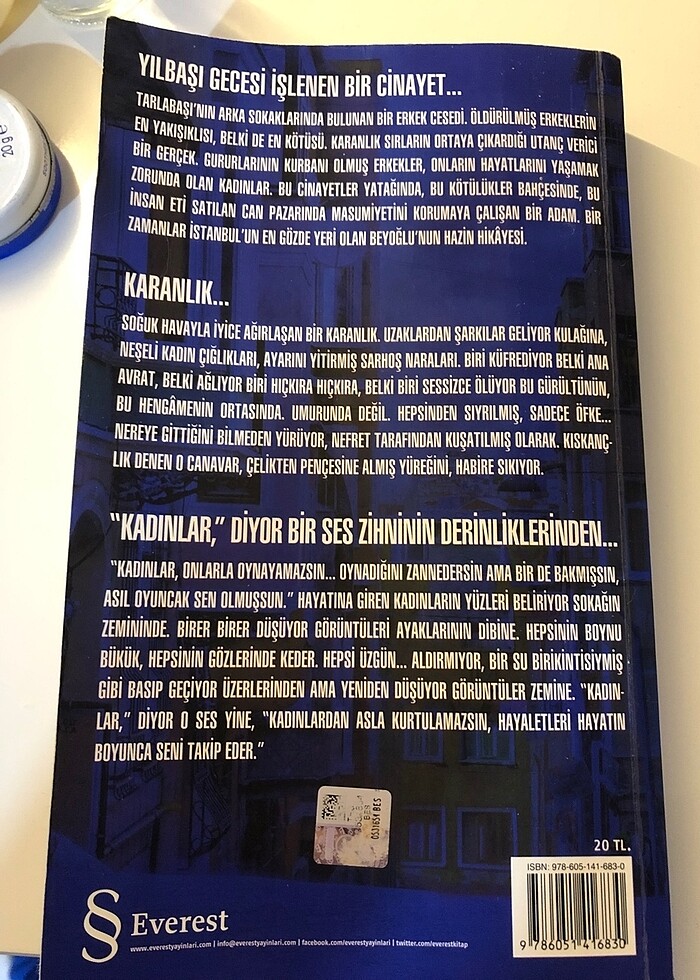 YILBAŞI GECESİ İŞLENEN BİR CİNAYET...
TARLABAŞI'NIN ARKA SOKAKLARINDA BULUNAN BİR ERKEK CESEDİ. ÖLDÜRÜLMÜŞ ERKEKLERİN
EN YAKIŞIKLISI, BELKİ DE EN KÖTÜSÜ. KARANLIK SIRLARIN ORTAYA ÇIKARDIĞI UTANÇ VERİCİ
BİR GERÇEK. GURURLARININ KURBANI OLMUŞ ERKEKLER, ONLARIN HAYATLARINI YAŞAMAK
ZORUNDA OLAN KADINLAR. BU CİNAYETLER YATAĞINDA, BU KÖTÜLÜKLER BAHÇESİNDE, BU
İNSAN ETİ SATILAN CAN PAZARINDA MASUMİYETİNİ KORUMAYA ÇALIŞAN BİR ADAM. BİR
ZAMANLAR İSTANBUL'UN EN GÖZDE YERİ OLAN BEYOĞLU'NUN HAZİN HİKÂYESİ.
KARANLIK...
SOĞUK HAVAYLA İYİCE AĞIRLAŞAN BİR KARANLIK. UZAKLARDAN ŞARKILAR GELİYOR KULAĞINA,
NEŞELİ KADIN ÇIĞLIKLARI, AYARINI YİTİRMİŞ SARHOŞ NARALARI. BİRİ KÜFREDİYOR BELKİ ANA
AVRAT, BELKİ AĞLIYOR BİRİ HIÇKIRA HIÇKIRA, BELKİ BİRİ SESSİZCE ÖLÜYOR BU GÜRÜLTÜNÜN,
BU HENGÂMENİN ORTASINDA. UMURUNDA DEĞİL. HEPSİNDEN SIYRILMIŞ, SADECE ÖFKE...
NEREYE GİTTİĞİNİ BİLMEDEN YÜRÜYOR, NEFRET TARAFINDAN KUŞATILMIŞ OLARAK. KISKANÇ-
LIK DENEN O CANAVAR, ÇELİKTEN PENÇESİNE ALMIŞ YÜREĞİNİ, HABİRE SIKIYOR.
"KADINLAR," DİYOR BİR SES ZİHNİNİN DERİNLİKLERİNDEN...
"KADINLAR, ONLARLA OYNAYAMAZSIN... OYNADIĞINI ZANNEDERSİN AMA BİR DE BAKMIŞSIN,
ASIL OYUNCAK SEN OLMUŞSUN." HAYATINA GİREN KADINLARIN YÜZLERİ BELİRİYOR SOKAĞIN
ZEMİNİNDE. BİRER BİRER DÜŞÜYOR GÖRÜNTÜLERİ AYAKLARININ DİBİNE. HEPSİNİN BOYNU
BÜKÜK, HEPSİNİN GÖZLERİNDE KEDER. HEPSİ ÜZGÜN... ALDIRMIYOR, BİR SU BİRİKİNTİSİYMİŞ
GİBİ BASIP GEÇİYOR ÜZERLERİNDEN AMA YENİDEN DÜŞÜYOR GÖRÜNTÜLER ZEMİNE. "KADIN-
LAR," DİYOR O SES YİNE, "KADINLARDAN ASLA KURTULAMAZSIN, HAYALETLERİ HAYATIN
BOYUNCA SENİ TAKİP EDER."
0531651 BES
20 TL.
ISBN: 978-605-141-683-0
9 786051 416830
Everest
www.everestyayinlari.com | info@everestyayinlari.com | facebook.com/everestyayinlari | twitter.com/everestkitap
20 g e